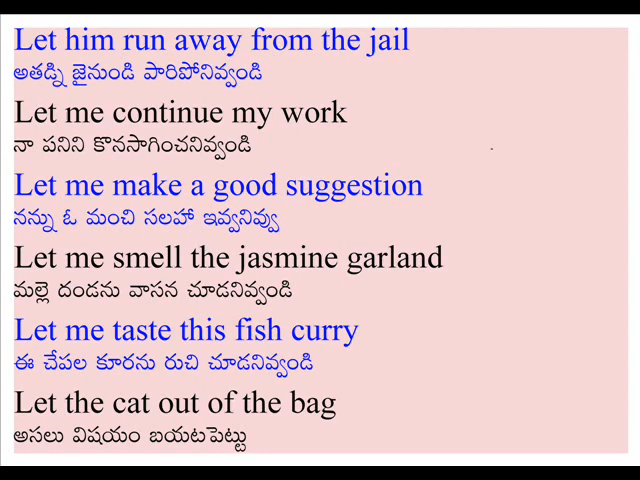 Let him run away from the jail
అతడ్ని జైనుండి పారిపోనివ్వండి
Let me continue my work
నా పనిని కొనసాగించనివ్వండి
Let me make a good suggestion
నన్ను ఓ మంచి సలహా ఇవ్వనివ్వు
Let me smell the jasmine garland
మల్లె దండను వాసన చూడనివ్వండి
Let me taste this fish curry
ఈ చేపల కూరను రుచి చూడనివ్వండి
Let the cat out of the bag
అసలు విషయం బయటపెట్టు